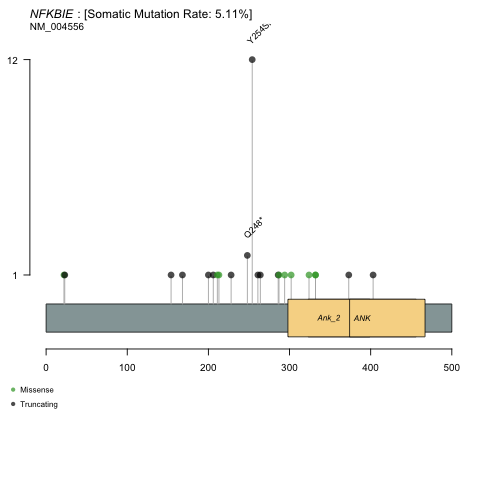 NFKBIE : [Somatic Mutation Rate: 5.11%]
NM_004556
12
Q248*
1
Ank_2 ANK
0 100 200 300 400 500
Missense
Truncating